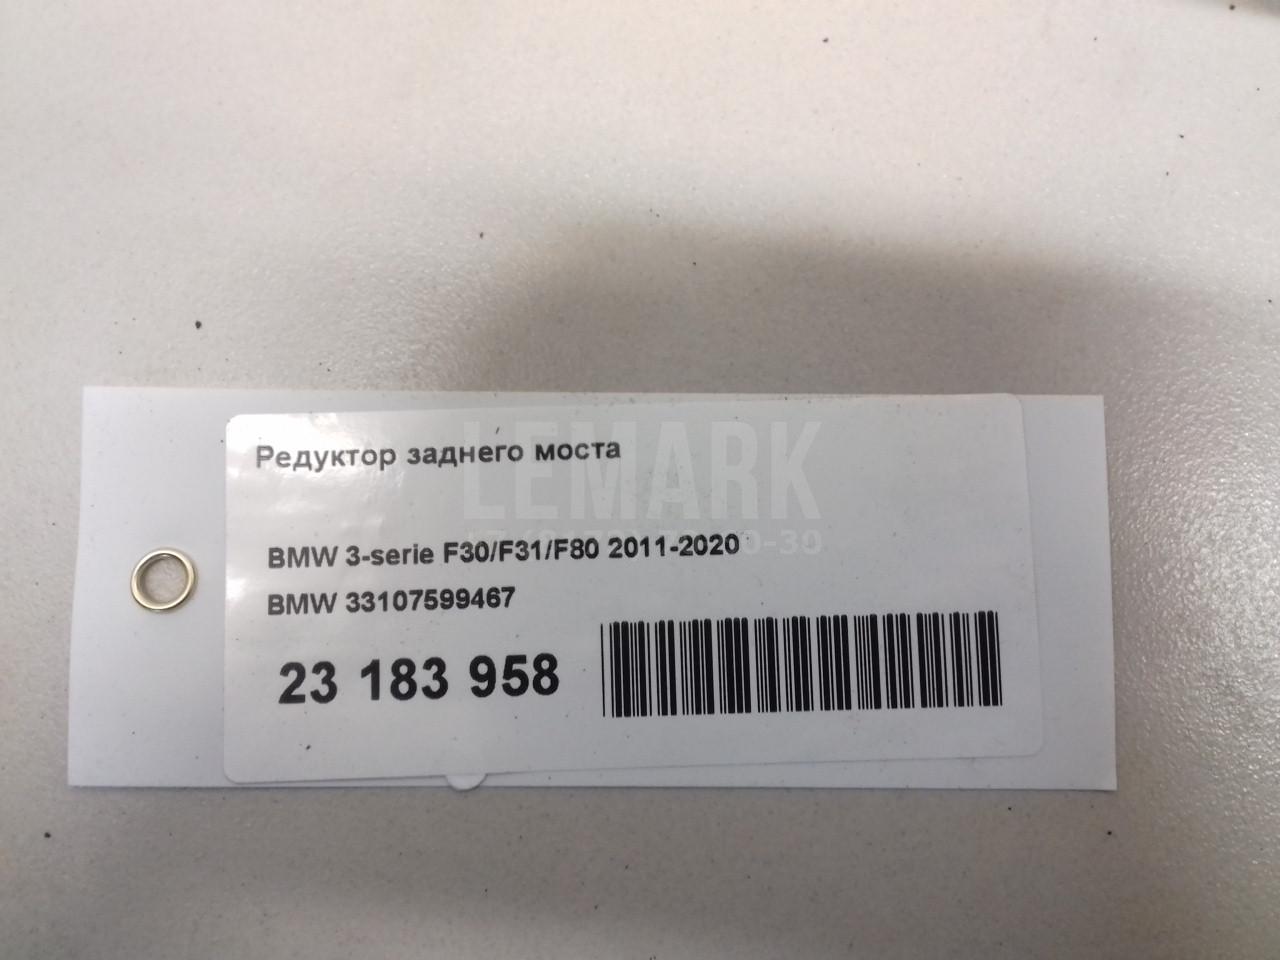 LEMARK
Редуктор заднего моста
BMW 3-serie F30/F31/F80 2011-2020
BMW 33107599467
23 183 958